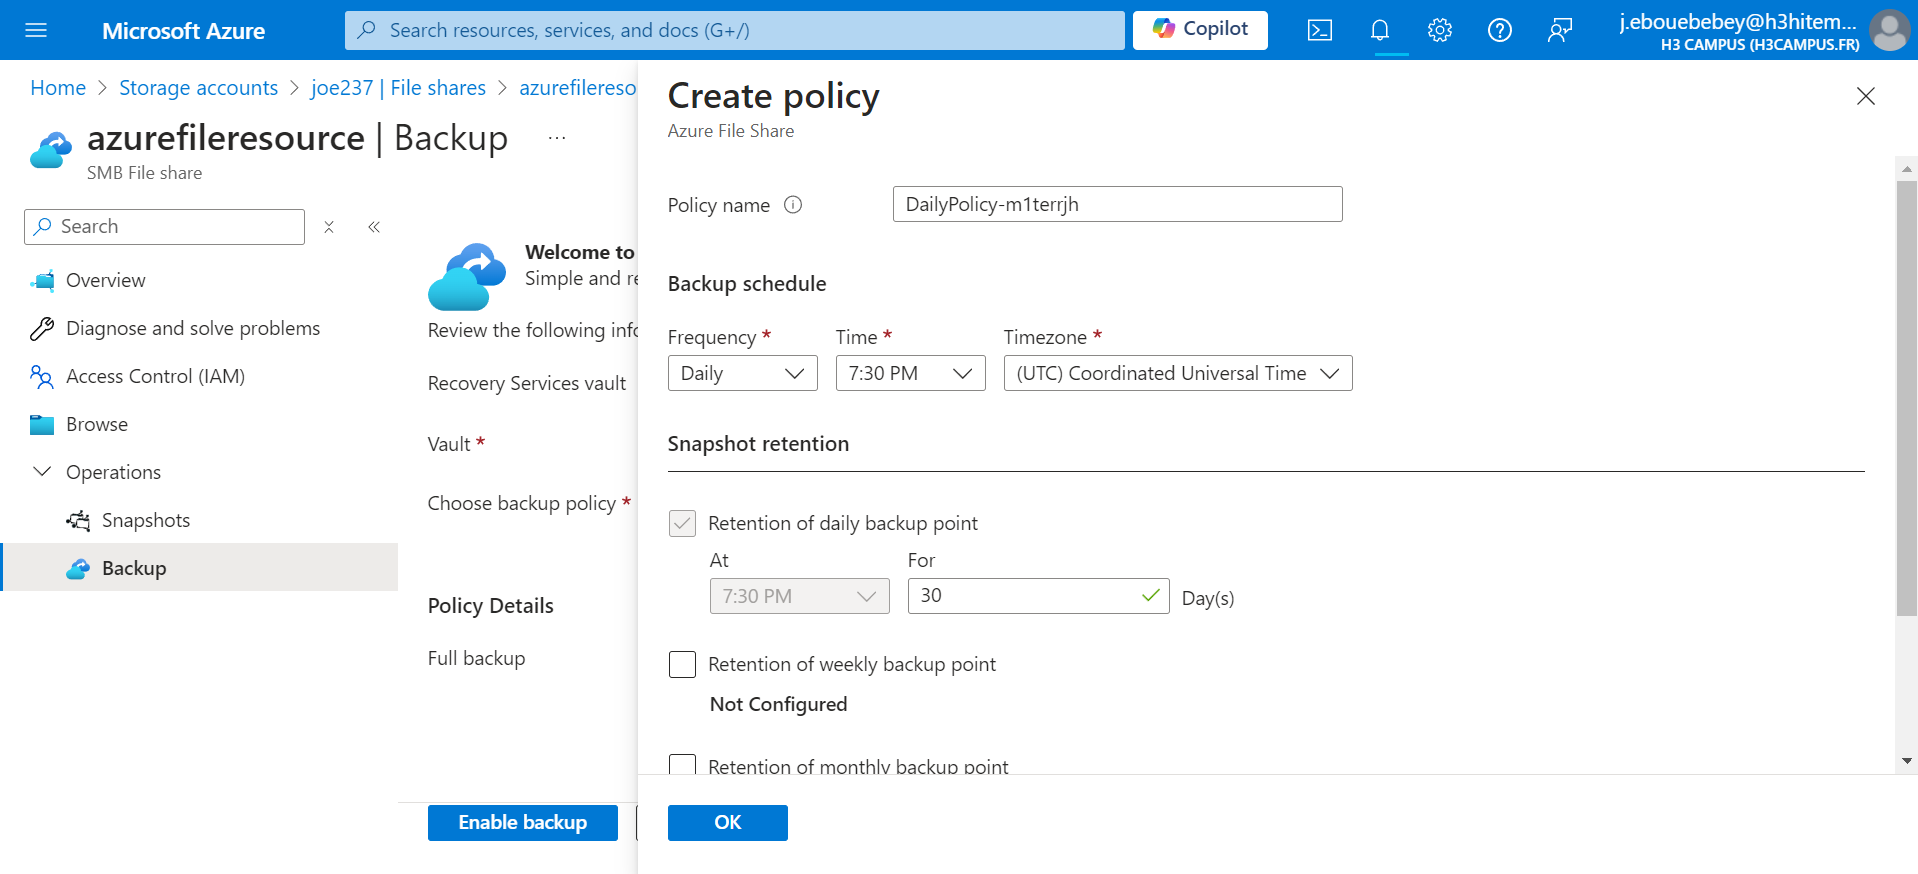 Microsoft Azure
Search resources, services, and docs (G+/)
Copilot
j.ebouebebey@h3hitem...
H3 CAMPUS (H3CAMPUS.FR)
Home > Storage accounts > joe237 | File shares > azurefilereso
azurefileresource | Backup ...
SMB File share
Search
Overview
Diagnose and solve problems
Access Control (IAM)
Browse
Operations
Snapshots
Backup
Welcome to
Simple and re
Review the following info
Recovery Services vault
Vault *
Choose backup policy *
Policy Details
Full backup
Enable backup
Create policy
Azure File Share
Policy name
DailyPolicy-m1terrjh
Backup schedule
Frequency * Time * Timezone *
Daily 7:30 PM (UTC) Coordinated Universal Time
Snapshot retention
Retention of daily backup point
At For
7:30 PM 30 Day(s)
Retention of weekly backup point
Not Configured
Retention of monthly backup point
OK